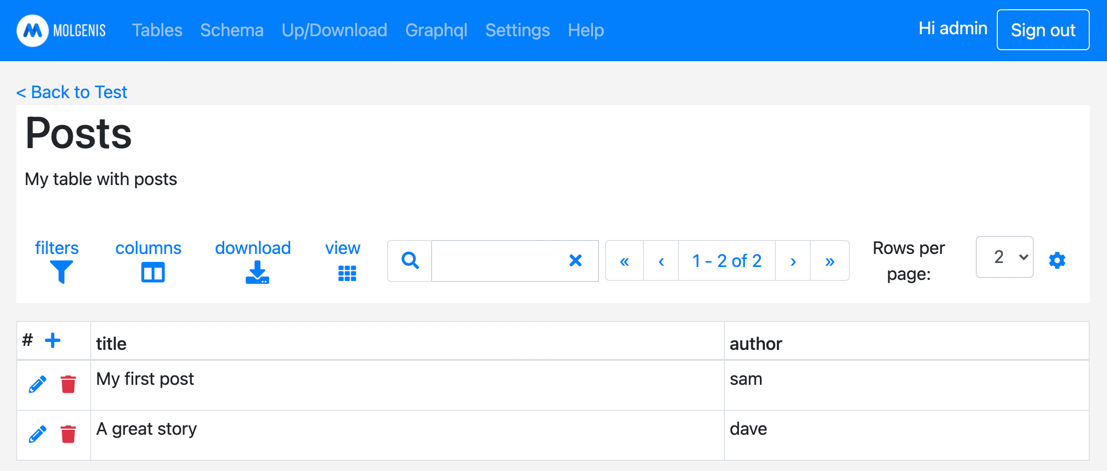 MOLGENIS Tables Schema Up/Download Graphql Settings Help Hi admin Sign out
< Back to Test
Posts
My table with posts
filters columns download view « ‹ 1 - 2 of 2 › » Rows per page: 2
# title author
My first post sam
A great story dave